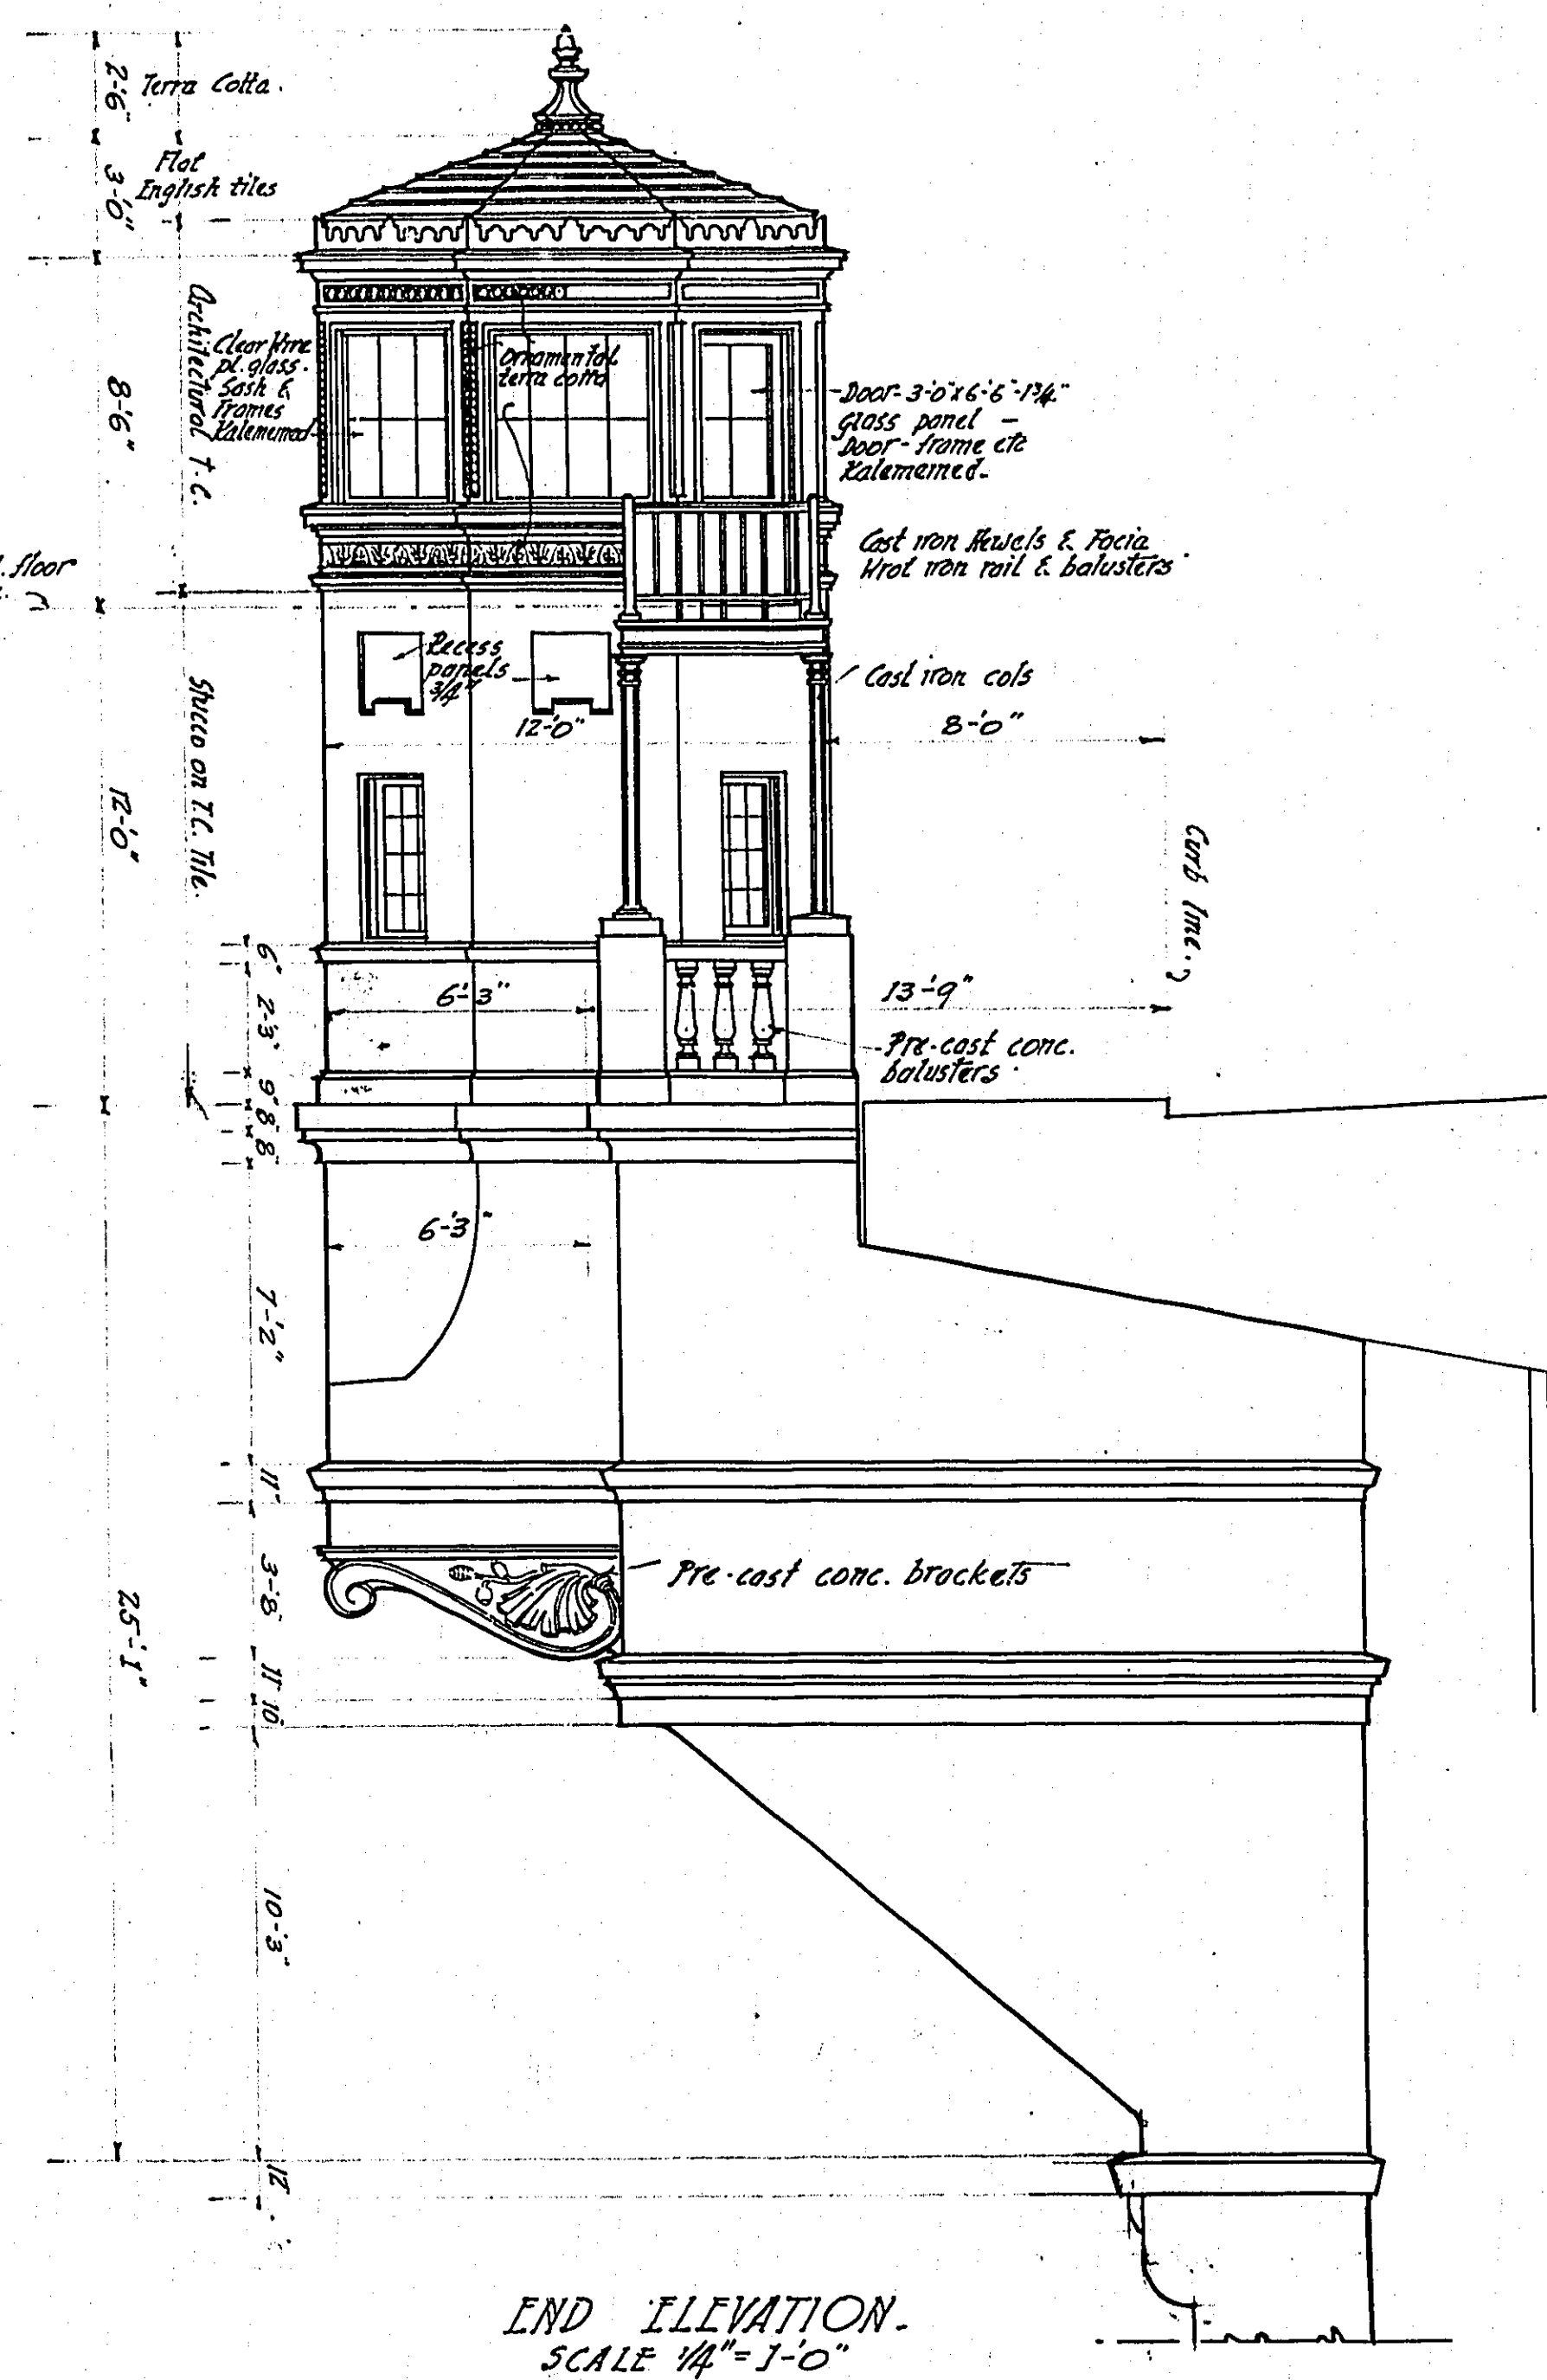 2'-6"
Terra Cotta.
3'-0"
Flat
English tiles
Architectural T.C.
8'-6"
Clear Wire
pl. glass.
Sash &
Frames
Kalememed
Ornamental
terra cotta
Door-3'-0"x6'-6"-1¾"
glass panel -
Door-frame etc
Kalememed-
Cast iron Newels & Facia
Wrot iron rail & balusters
floor
Recess
panels
3/4"
Cast iron cols
12'-0"
8'-0"
Stucco on T.C. Tile.
12'-0"
Curb line.
6"
2'-3"
9"
8"
8"
6'-3"
13'-9"
Pre-cast conc.
balusters
6'-3"
7'-2"
11"
3'-8"
Pre-cast conc. brackets
11"
10"
25'-1"
10'-3"
12"
END ELEVATION.
SCALE 1/4"=1'-0"